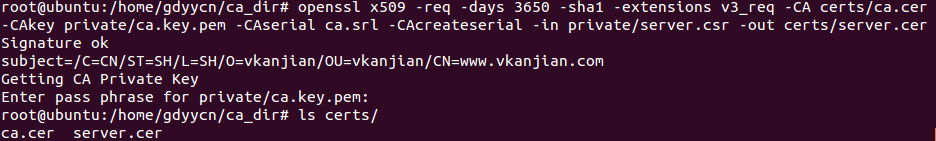 root@ubuntu:/home/gdyycn/ca_dir# openssl x509 -req -days 3650 -sha1 -extensions v3_req -CA certs/ca.cer
-CAkey private/ca.key.pem -CAserial ca.srl -CAcreateserial -in private/server.csr -out certs/server.cer
Signature ok
subject=/C=CN/ST=SH/L=SH/O=vkanjian/OU=vkanjian/CN=www.vkanjian.com
Getting CA Private Key
Enter pass phrase for private/ca.key.pem:
root@ubuntu:/home/gdyycn/ca_dir# ls certs/
ca.cer  server.cer